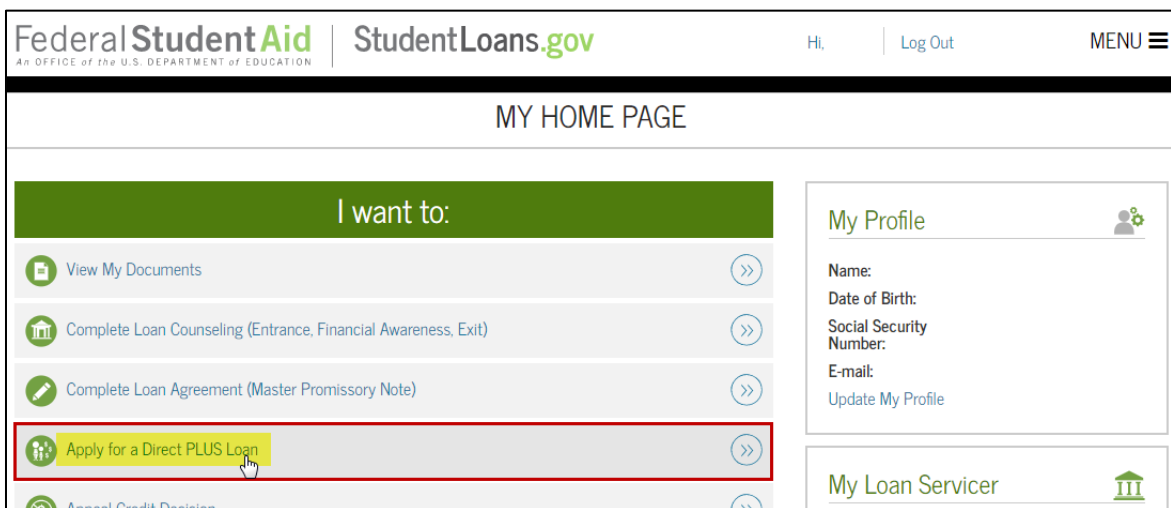 Federal Student Aid
An OFFICE of the U.S. DEPARTMENT of EDUCATION
StudentLoans.gov
Hi,
Log Out
MENU
MY HOME PAGE
I want to:
View My Documents
Complete Loan Counseling (Entrance, Financial Awareness, Exit)
Complete Loan Agreement (Master Promissory Note)
Apply for a Direct PLUS Loan
Appeal Credit Decision
My Profile
Name:
Date of Birth:
Social Security
Number:
E-mail:
Update My Profile
My Loan Servicer